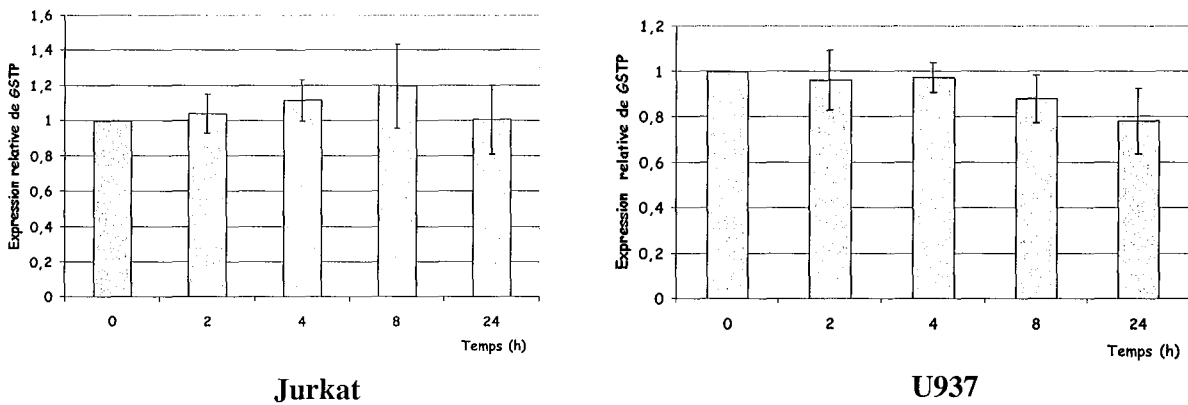 Expression relative de GSTP
1,6
1,4
1,2
1
0,8
0,6
0,4
0,2
0
0 2 4 8 24
Temps (h)
Jurkat
Expression relative de GSTP
1,2
1
0,8
0,6
0,4
0,2
0
0 2 4 8 24
Temps (h)
U937